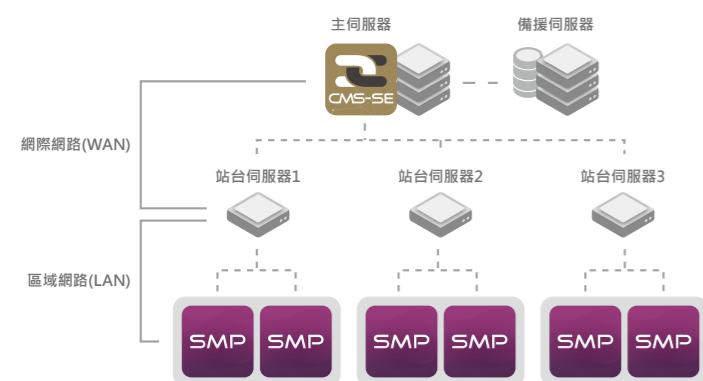 主伺服器
備援伺服器
CMS-SE
網際網路(WAN)
站台伺服器1
站台伺服器2
站台伺服器3
區域網路(LAN)
SMP
SMP
SMP
SMP
SMP
SMP